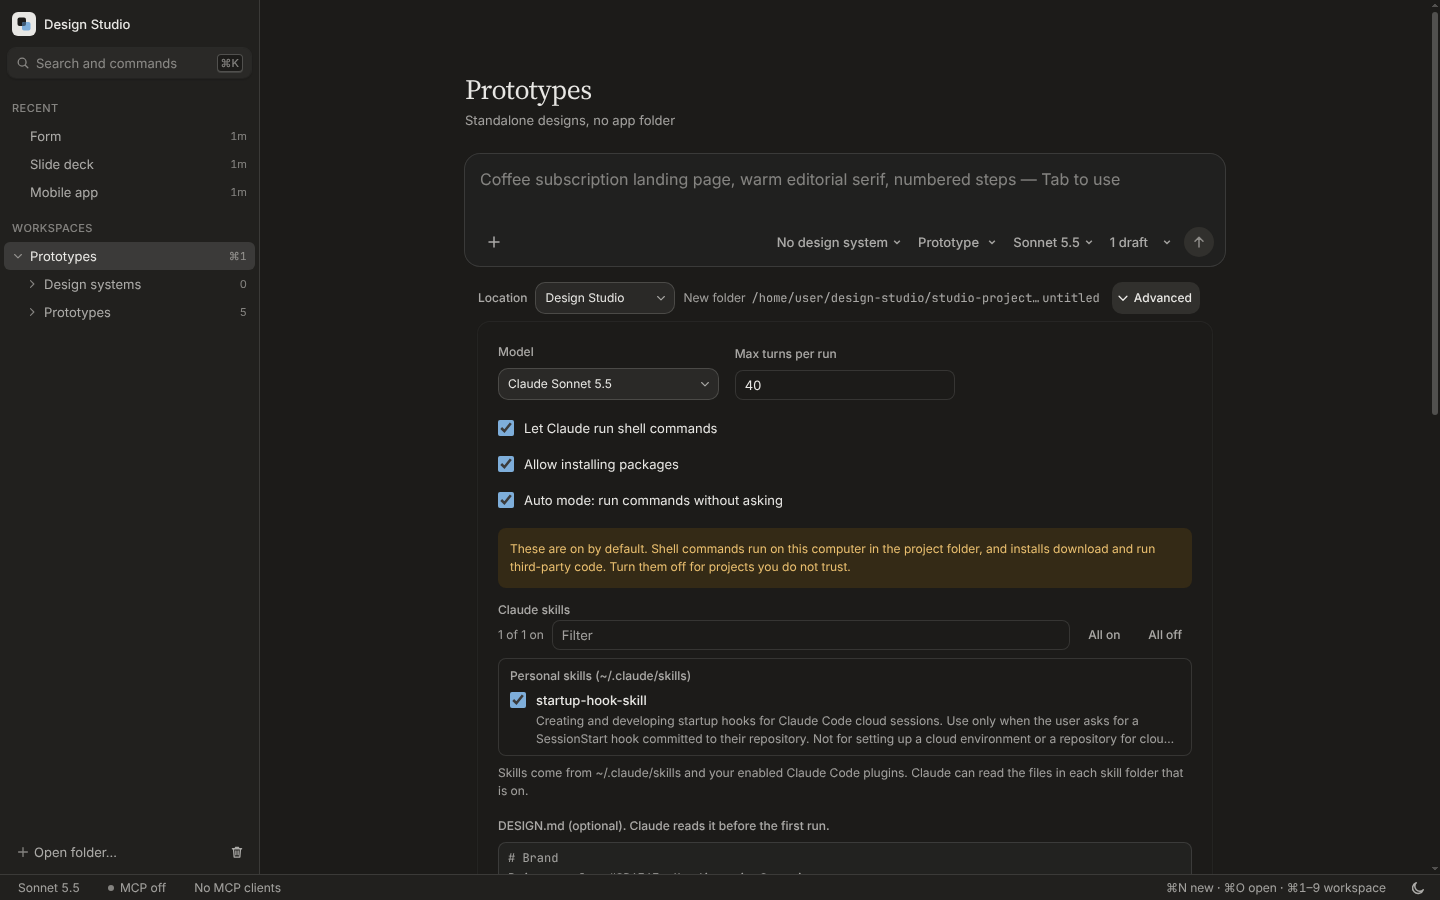 Design Studio
Search and commands ⌘K
RECENT
Form 1m
Slide deck 1m
Mobile app 1m
WORKSPACES
Prototypes ⌘1
Design systems 0
Prototypes 5
Open folder...
Prototypes
Standalone designs, no app folder
Coffee subscription landing page, warm editorial serif, numbered steps — Tab to use
No design system Prototype Sonnet 5.5 1 draft
Location Design Studio New folder /home/user/design-studio/studio-project… untitled Advanced
Model Max turns per run
Claude Sonnet 5.5 40
Let Claude run shell commands
Allow installing packages
Auto mode: run commands without asking
These are on by default. Shell commands run on this computer in the project folder, and installs download and run
third-party code. Turn them off for projects you do not trust.
Claude skills
1 of 1 on Filter All on All off
Personal skills (~/.claude/skills)
startup-hook-skill
Creating and developing startup hooks for Claude Code cloud sessions. Use only when the user asks for a
SessionStart hook committed to their repository. Not for setting up a cloud environment or a repository for clou...
Skills come from ~/.claude/skills and your enabled Claude Code plugins. Claude can read the files in each skill folder that
is on.
DESIGN.md (optional). Claude reads it before the first run.
# Brand
Sonnet 5.5 MCP off No MCP clients ⌘N new · ⌘O open · ⌘1–9 workspace